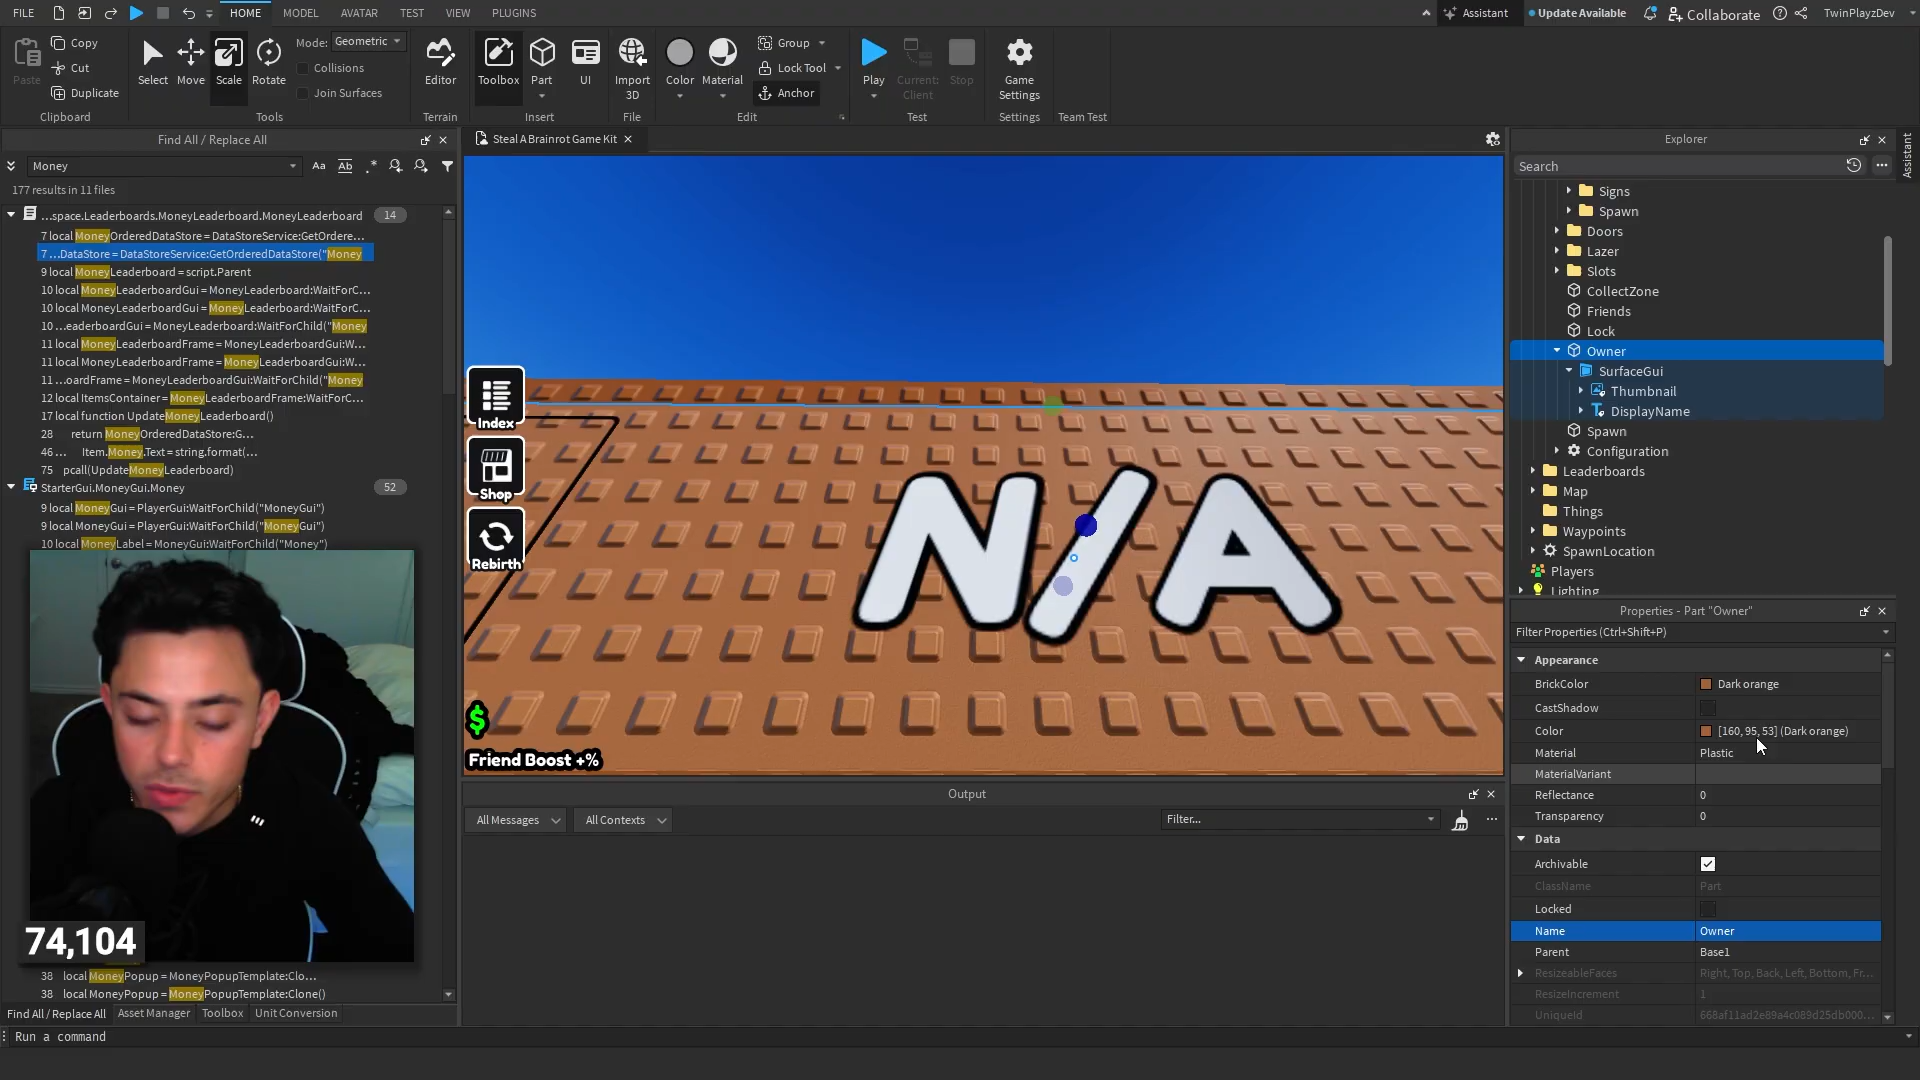 FILE
HOME
MODEL
AVATAR
TEST
VIEW
PLUGINS
Assistant
Update Available
Collaborate
TwinPlayzDev
Paste
Copy
Cut
Duplicate
Clipboard
Select
Move
Scale
Rotate
Mode: Geometric
Collisions
Join Surfaces
Tools
Editor
Terrain
Toolbox
Part
UI
Insert
Import
3D
File
Color
Material
Group
Lock Tool
Anchor
Edit
Play
Current:
Client
Stop
Test
Game
Settings
Settings
Team Test
Find All / Replace All
Money
Aa
Ab
.*
177 results in 11 files
...space.Leaderboards.MoneyLeaderboard.MoneyLeaderboard 14
7 local MoneyOrderedDataStore = DataStoreService:GetOrdere...
7 ...DataStore = DataStoreService:GetOrderedDataStore("Money
9 local MoneyLeaderboard = script.Parent
10 local MoneyLeaderboardGui = MoneyLeaderboard:WaitForC...
10 local MoneyLeaderboardGui = MoneyLeaderboard:WaitForC...
10 ...eaderboardGui = MoneyLeaderboard:WaitForChild("Money
11 local MoneyLeaderboardFrame = MoneyLeaderboardGui:W...
11 local MoneyLeaderboardFrame = MoneyLeaderboardGui:W...
11 ...oardFrame = MoneyLeaderboardGui:WaitForChild("Money
12 local ItemsContainer = MoneyLeaderboardFrame:WaitForC...
17 local function UpdateMoneyLeaderboard()
28 return MoneyOrderedDataStore:G...
46 ... Item.Money.Text = string.format(...
75 pcall(UpdateMoneyLeaderboard)
StarterGui.MoneyGui.Money 52
9 local MoneyGui = PlayerGui:WaitForChild("MoneyGui")
9 local MoneyGui = PlayerGui:WaitForChild("MoneyGui")
10 local MoneyLabel = MoneyGui:WaitForChild("Money")
74,104
38 local MoneyPopup = MoneyPopupTemplate:Clo...
38 local MoneyPopup = MoneyPopupTemplate:Clone()
Find All / Replace All
Asset Manager
Toolbox
Unit Conversion
Run a command
Steal A Brainrot Game Kit
Index
Shop
Rebirth
N/A
$
Friend Boost +%
Output
All Messages
All Contexts
Filter...
Explorer
Assistant
Search
Signs
Spawn
Doors
Lazer
Slots
CollectZone
Friends
Lock
Owner
SurfaceGui
Thumbnail
DisplayName
Spawn
Configuration
Leaderboards
Map
Things
Waypoints
SpawnLocation
Players
Lighting
Properties - Part "Owner"
Filter Properties (Ctrl+Shift+P)
Appearance
BrickColor Dark orange
CastShadow
Color [160, 95, 53] (Dark orange)
Material Plastic
MaterialVariant
Reflectance 0
Transparency 0
Data
Archivable
ClassName Part
Locked
Name Owner
Parent Base1
ResizeableFaces Right, Top, Back, Left, Bottom, Fr...
ResizeIncrement 1
UniqueId 668af11ad2e89a4c089d25db000...